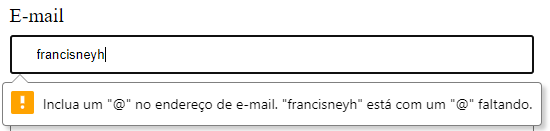 E-mail
francisneyh
Inclua um "@" no endereço de e-mail. "francisneyh" está com um "@" faltando.